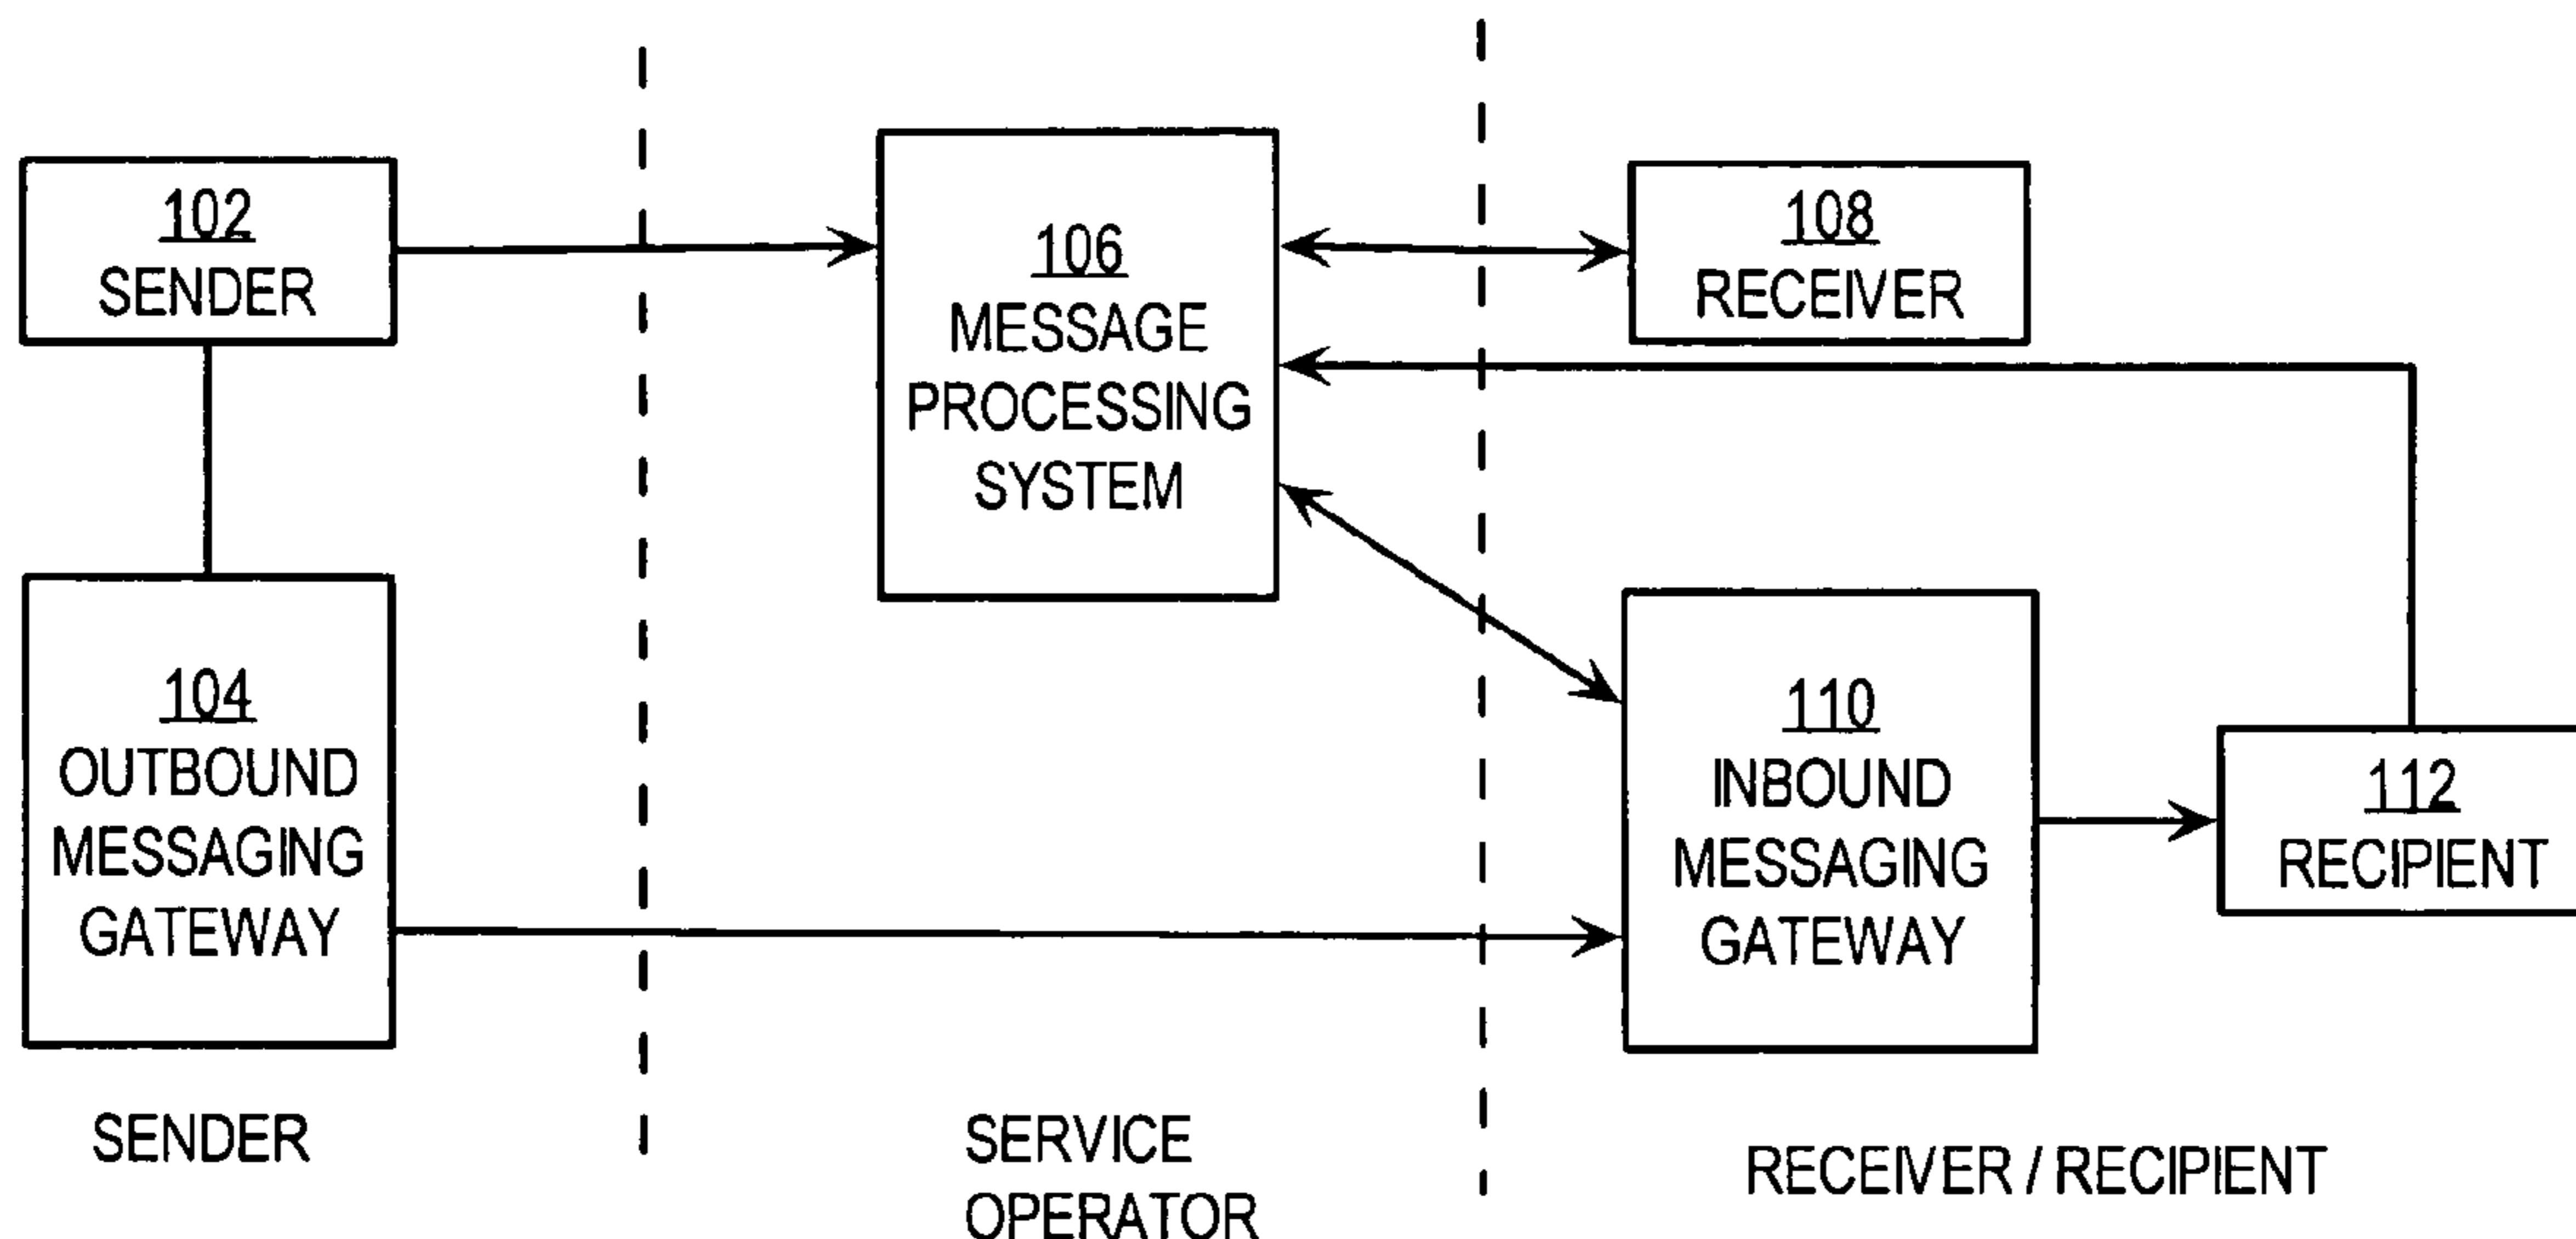 102
SENDER
104
OUTBOUND
MESSAGING
GATEWAY
106
MESSAGE
PROCESSING
SYSTEM
108
RECEIVER
110
INBOUND
MESSAGING
GATEWAY
112
RECIPIENT
SENDER
SERVICE
OPERATOR
RECEIVER / RECIPIENT